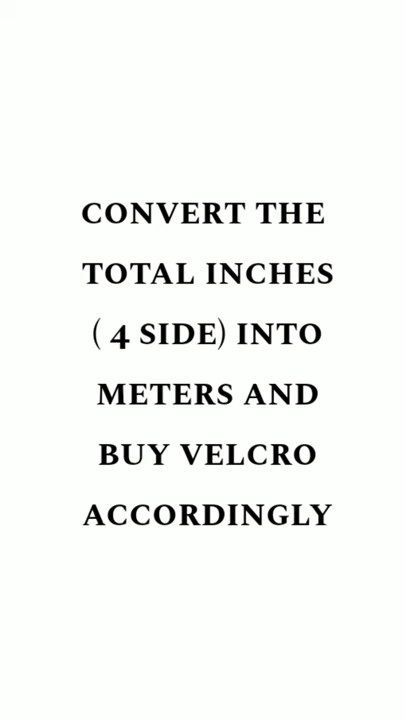 CONVERT THE
TOTAL INCHES
( 4 SIDE) INTO
METERS AND
BUY VELCRO
ACCORDINGLY